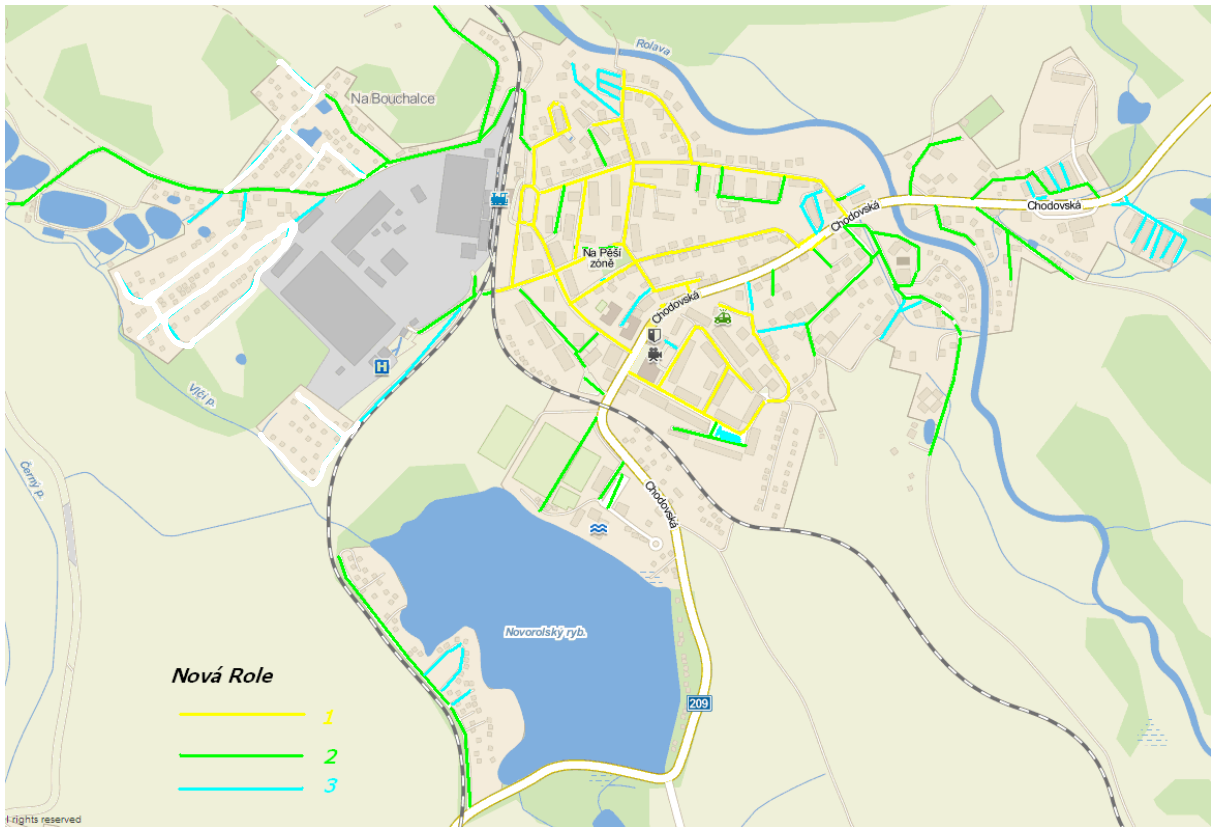 Rolava
Na Bouchalce
Chodovská
Chodovská
Na Pěší
zóně
Chodovská
H
Vlčí p.
Černý p.
Chodovská
Novorolský ryb.
Nová Role
209
1
2
3
rights reserved